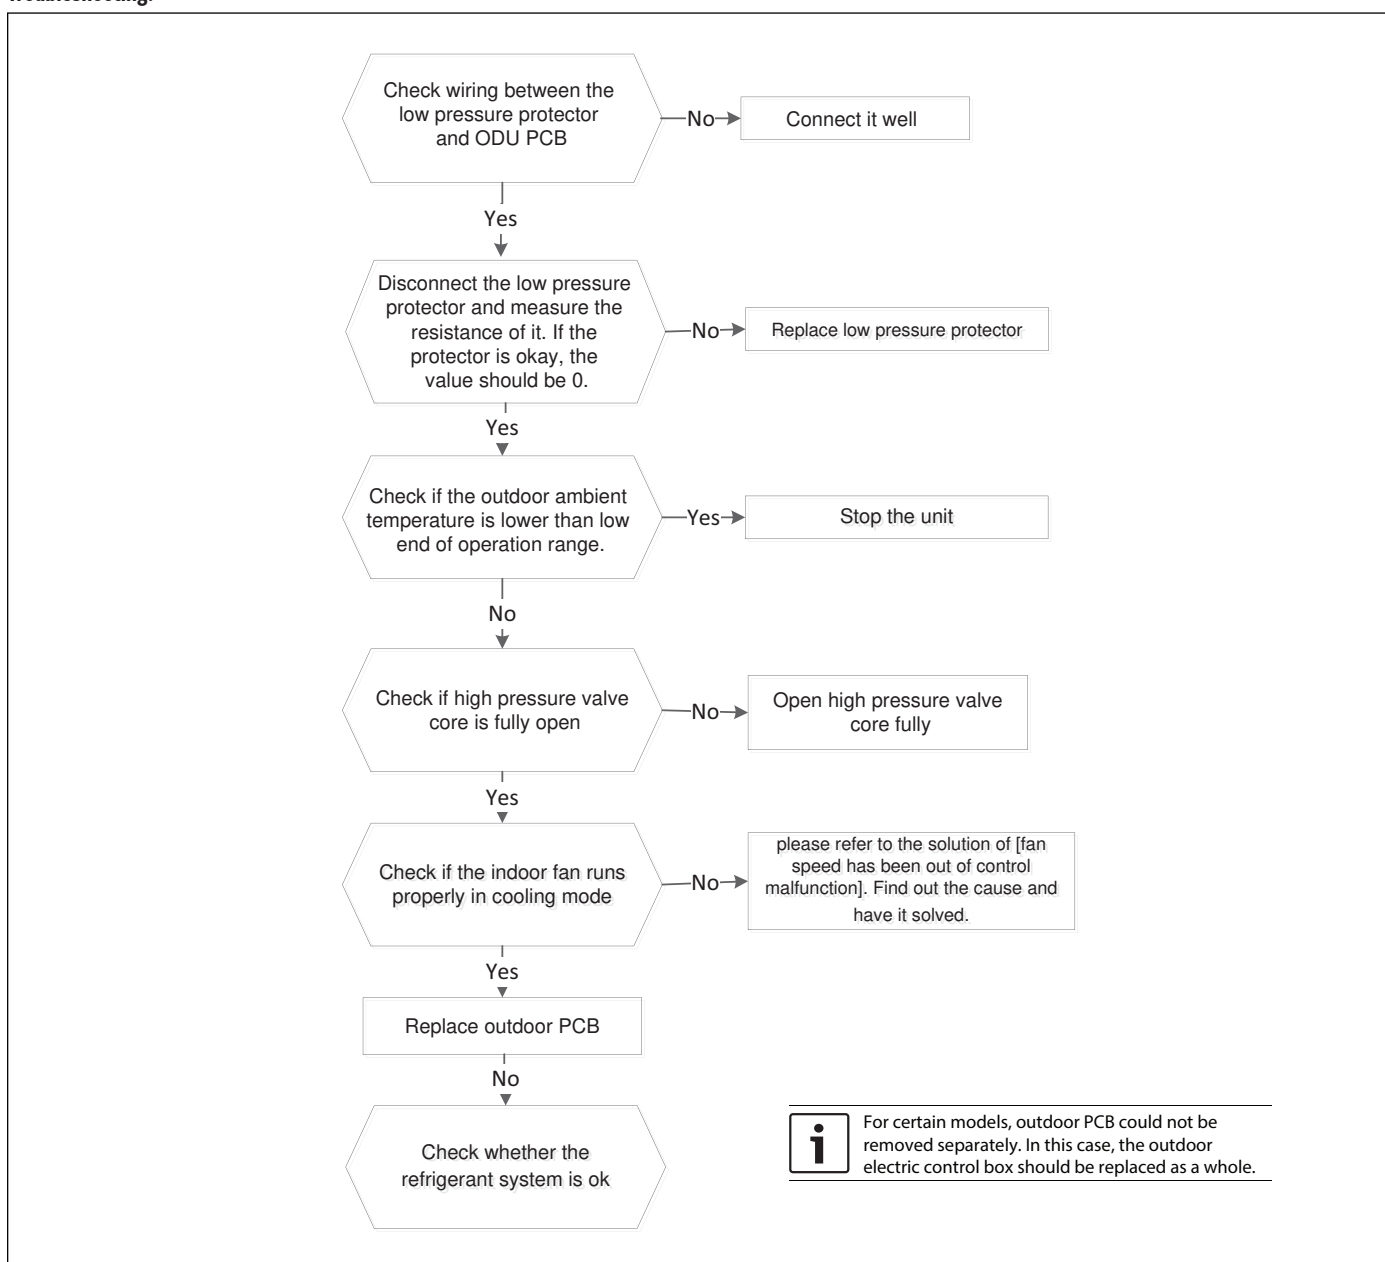 Troubleshooting:
Check wiring between the
low pressure protector
and ODU PCB
No
Connect it well
Yes
Disconnect the low pressure
protector and measure the
resistance of it. If the
protector is okay, the
value should be 0.
No
Replace low pressure protector
Yes
Check if the outdoor ambient
temperature is lower than low
end of operation range.
Yes
Stop the unit
No
Check if high pressure valve
core is fully open
No
Open high pressure valve
core fully
Yes
Check if the indoor fan runs
properly in cooling mode
No
please refer to the solution of [fan
speed has been out of control
malfunction]. Find out the cause and
have it solved.
Yes
Replace outdoor PCB
No
Check whether the
refrigerant system is ok
i
For certain models, outdoor PCB could not be
removed separately. In this case, the outdoor
electric control box should be replaced as a whole.